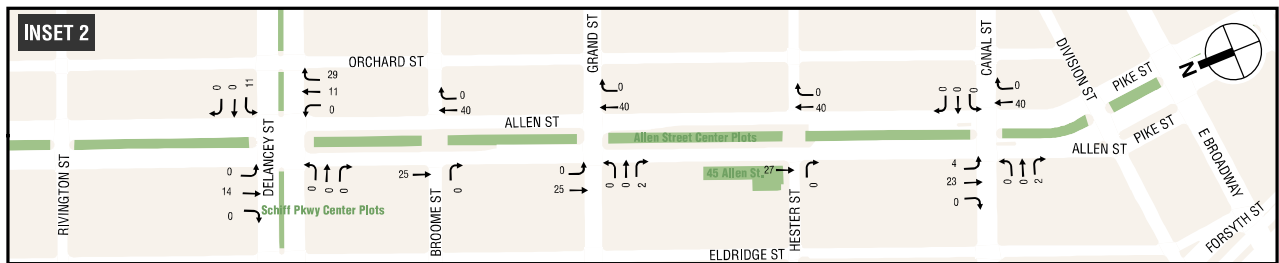 INSET 2
ORCHARD ST
GRAND ST
CANAL ST
DIVISION ST
PIKE ST
N
0 0 11
29
11
0
0
40
0
40
0
40
0 0 0
0
40
ALLEN ST
Allen Street Center Plots
ALLEN ST
PIKE ST
E BROADWAY
RIVINGTON ST
DELANCEY ST
0
14
0
0 0 0
25
0
0
25
0 0 2
45 Allen St.
27
0
4
23
0
0 0 2
Schiff Pkwy Center Plots
BROOME ST
HESTER ST
FORSYTH ST
ELDRIDGE ST